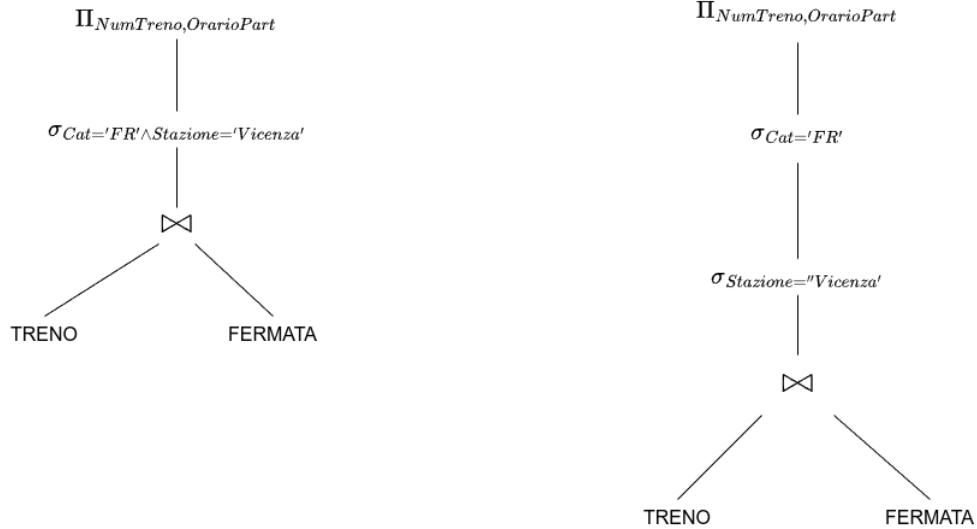 Π_{NumTreno,OrarioPart}
σ_{Cat='FR'∧Stazione='Vicenza'}
⋈
TRENO FERMATA
Π_{NumTreno,OrarioPart}
σ_{Cat='FR'}
σ_{Stazione=''Vicenza'}
⋈
TRENO FERMATA